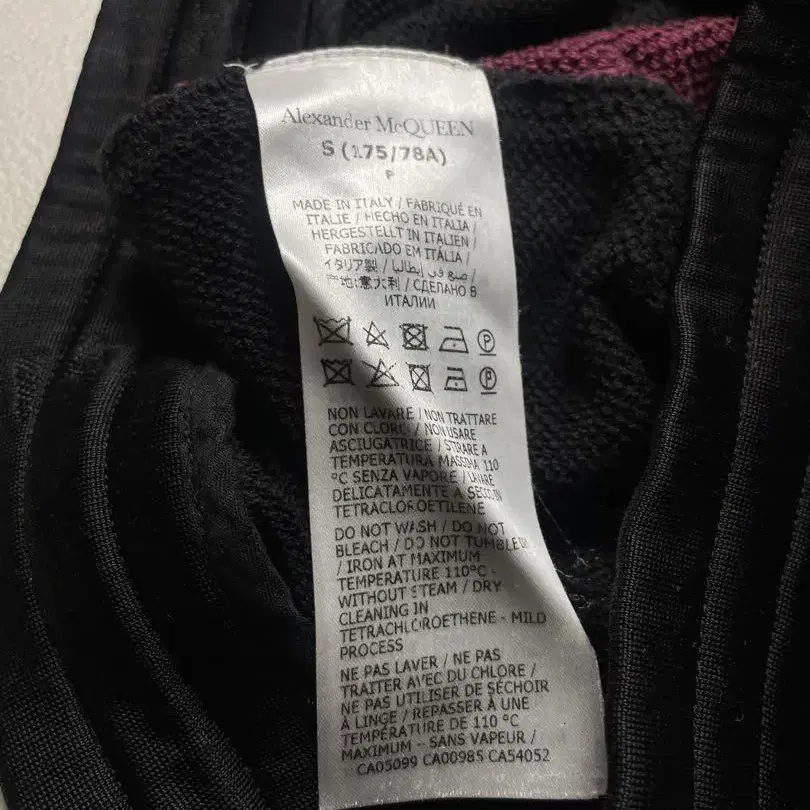 Alexander McQUEEN
S (175/78A)
P
MADE IN ITALY / FABRIQUÉ EN
ITALIE / HECHO EN ITALIA /
HERGESTELLT IN ITALIEN /
FABRICADO EM ITÀLIA /
イタリア製 / صنع في إيطاليا /
产地:意大利 / СДЕЛАНО В
ИТАЛИИ
P
P
NON LAVARE / NON TRATTARE
CON CLORO / NON USARE
ASCIUGATRICE / STIRARE A
TEMPERATURA MASSIMA 110
°C SENZA VAPORE / LAVARE
DELICATAMENTE A SECCO IN
TETRACLOROETILENE
DO NOT WASH / DO NOT
BLEACH / DO NOT TUMBLE DRY
/ IRON AT MAXIMUM
TEMPERATURE 110°C -
WITHOUT STEAM / DRY
CLEANING IN
TETRACHLOROETHENE - MILD
PROCESS
NE PAS LAVER / NE PAS
TRAITER AVEC DU CHLORE /
NE PAS UTILISER DE SÉCHOIR
À LINGE / REPASSER À UNE
TEMPÉRATURE DE 110 °C
MAXIMUM - SANS VAPEUR /
CA05099 CA00985 CA54052